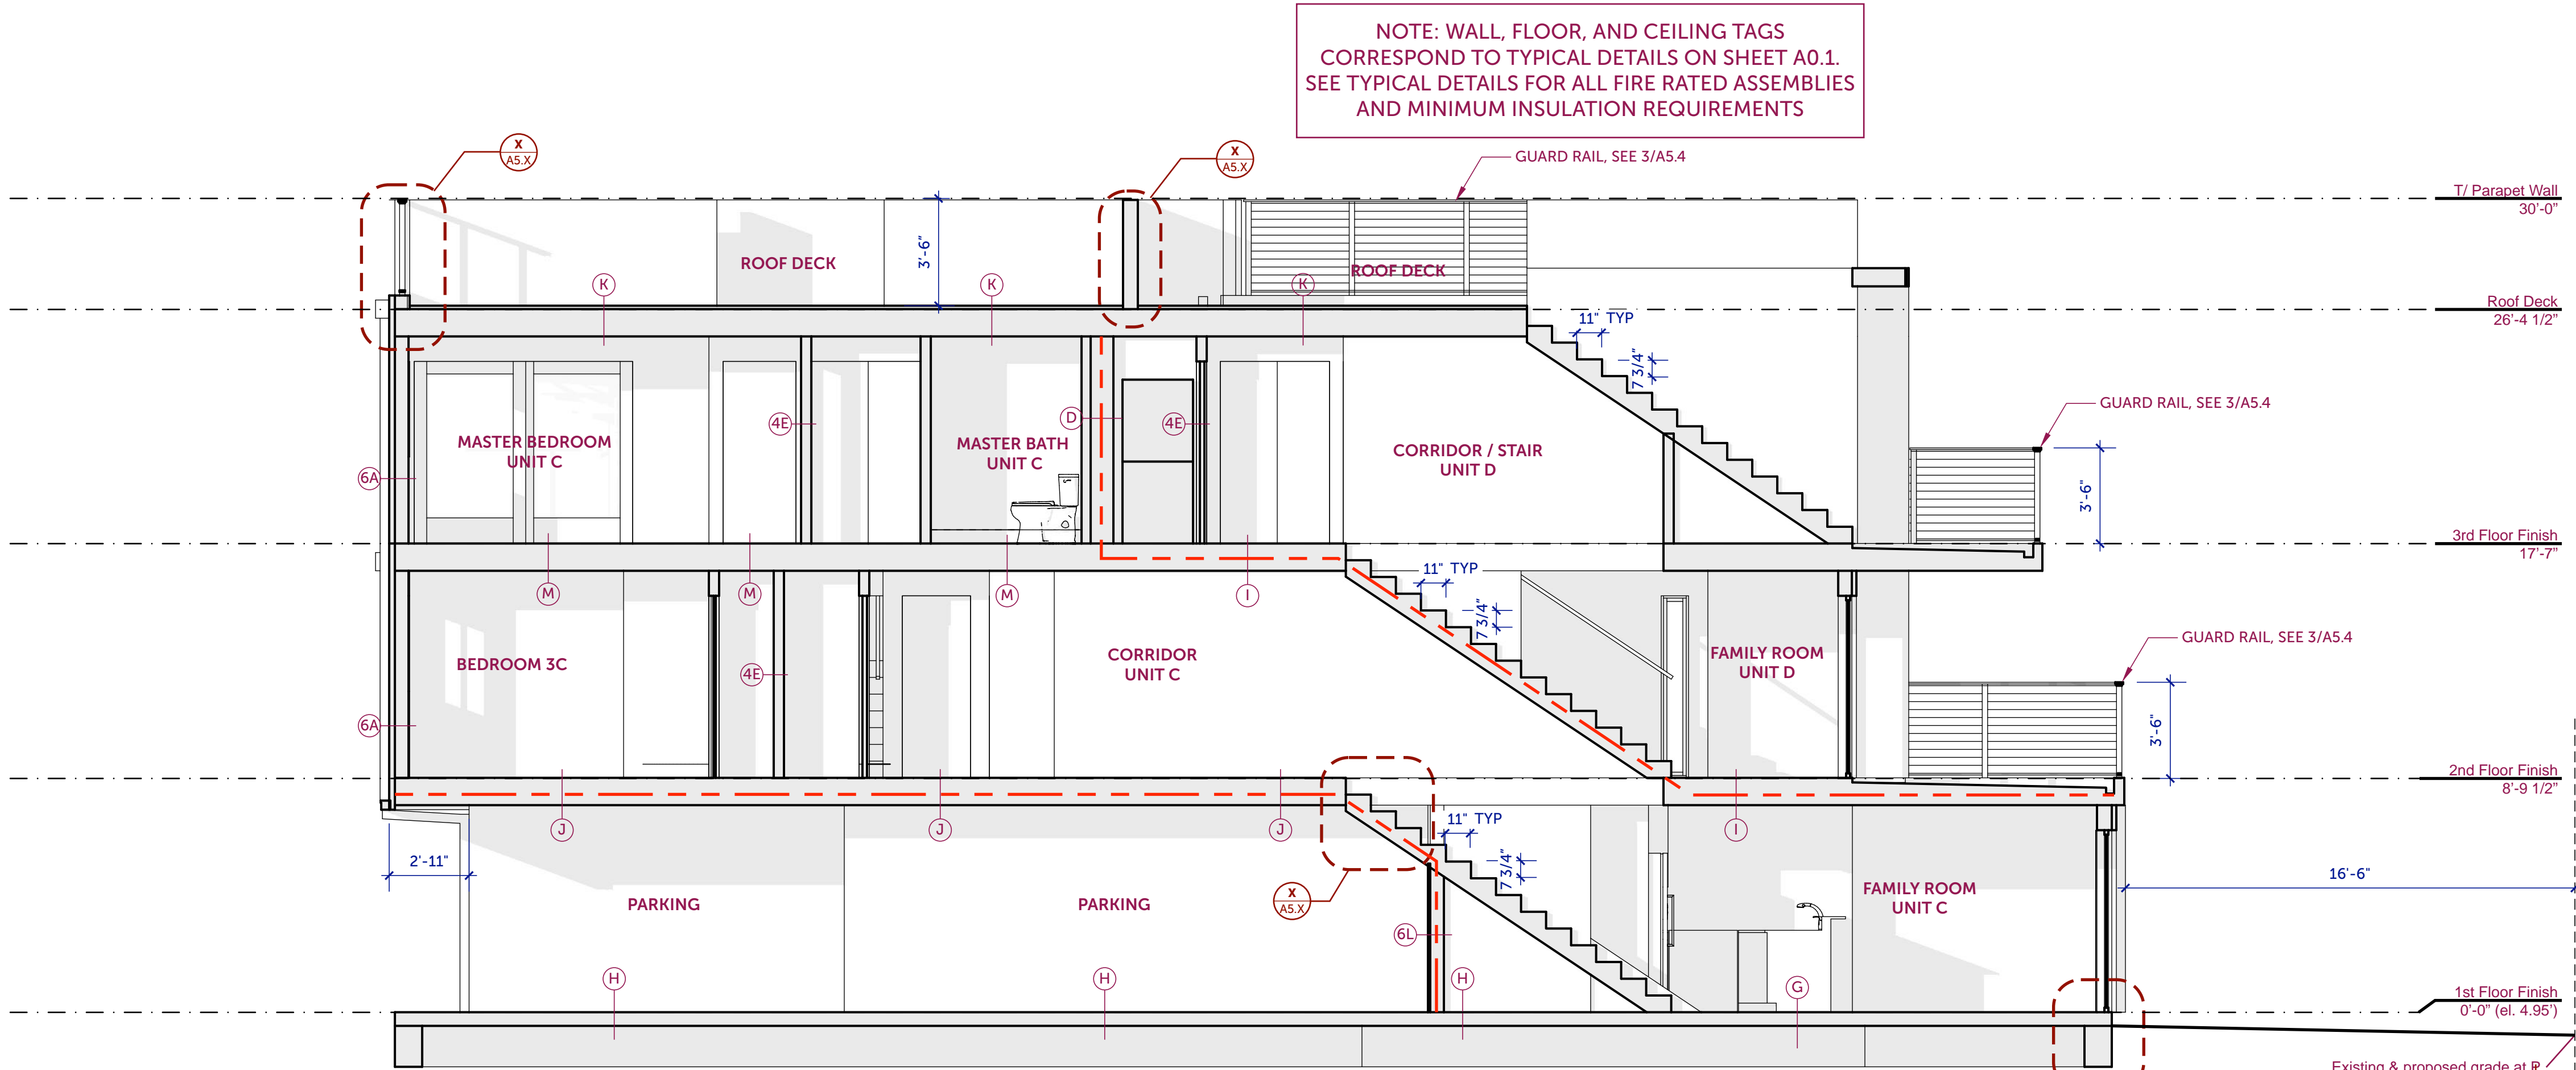 NOTE: WALL, FLOOR, AND CEILING TAGS
CORRESPOND TO TYPICAL DETAILS ON SHEET A0.1.
SEE TYPICAL DETAILS FOR ALL FIRE RATED ASSEMBLIES
AND MINIMUM INSULATION REQUIREMENTS
X
A5.X
X
A5.X
GUARD RAIL, SEE 3/A5.4
T/ Parapet Wall
30'-0"
3'-6"
ROOF DECK
ROOF DECK
K
K
K
Roof Deck
26'-4 1/2"
11" TYP
7 3/4"
GUARD RAIL, SEE 3/A5.4
4E
D
4E
MASTER BEDROOM
UNIT C
MASTER BATH
UNIT C
CORRIDOR / STAIR
UNIT D
6A
3'-6"
3rd Floor Finish
17'-7"
M
M
M
I
11" TYP
7 3/4"
GUARD RAIL, SEE 3/A5.4
BEDROOM 3C
4E
CORRIDOR
UNIT C
FAMILY ROOM
UNIT D
6A
3'-6"
2nd Floor Finish
8'-9 1/2"
J
J
J
I
11" TYP
7 3/4"
2'-11"
16'-6"
PARKING
PARKING
X
A5.X
FAMILY ROOM
UNIT C
6L
H
H
H
G
1st Floor Finish
0'-0" (el. 4.95')
Existing & proposed grade at